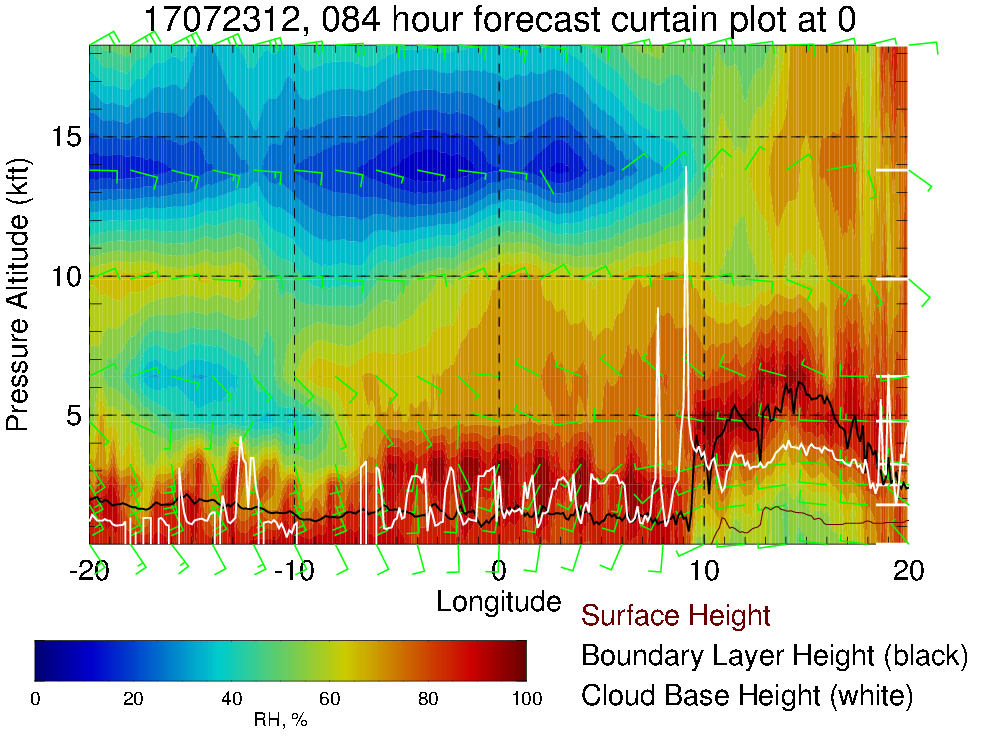 17072312, 084 hour forecast curtain plot at 0
Pressure Altitude (kft)
15
10
5
-20 -10 0 10 20
Longitude
Surface Height
Boundary Layer Height (black)
Cloud Base Height (white)
0 20 40 60 80 100
RH, %